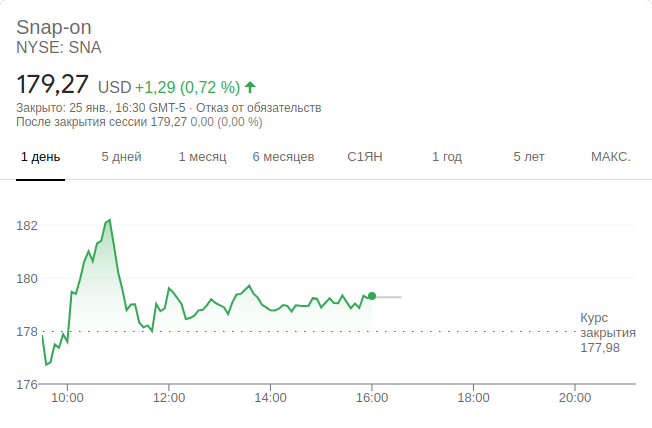 Snap-on
NYSE: SNA
179,27 USD +1,29 (0,72 %)
Закрыто: 25 янв., 16:30 GMT-5 · Отказ от обязательств
После закрытия сессии 179,27 0,00 (0,00 %)
1 день 5 дней 1 месяц 6 месяцев С1ЯН 1 год 5 лет МАКС.
182
180
178
176
Курс
закрытия
177,98
10:00 12:00 14:00 16:00 18:00 20:00